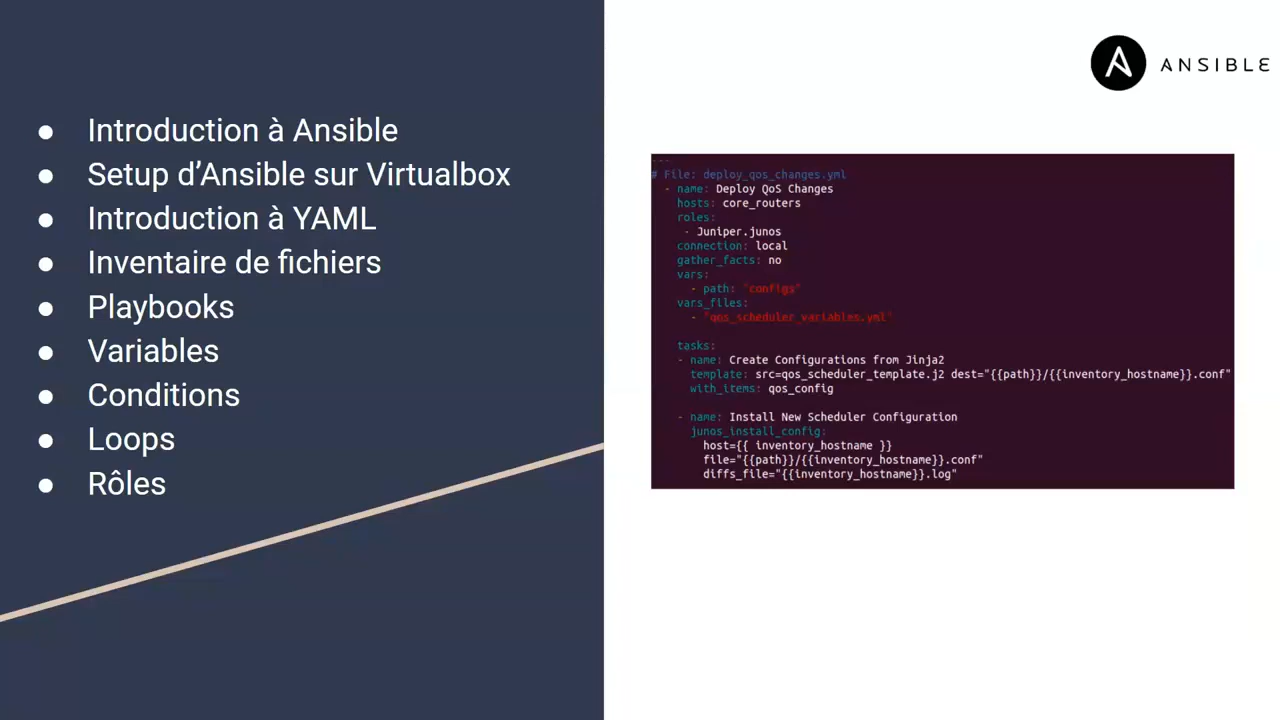 ● Introduction à Ansible
● Setup d’Ansible sur Virtualbox
● Introduction à YAML
● Inventaire de fichiers
● Playbooks
● Variables
● Conditions
● Loops
● Rôles
ANSIBLE
---
# File: deploy_qos_changes.yml
- name: Deploy QoS Changes
hosts: core_routers
roles:
- Juniper.junos
connection: local
gather_facts: no
vars:
- path: "configs"
vars_files:
- "qos_scheduler_variables.yml"
tasks:
- name: Create Configurations from Jinja2
template: src=qos_scheduler_template.j2 dest="{{path}}/{{inventory_hostname}}.conf"
with_items: qos_config
- name: Install New Scheduler Configuration
junos_install_config:
host={{ inventory_hostname }}
file="{{path}}/{{inventory_hostname}}.conf"
diffs_file="{{inventory_hostname}}.log"